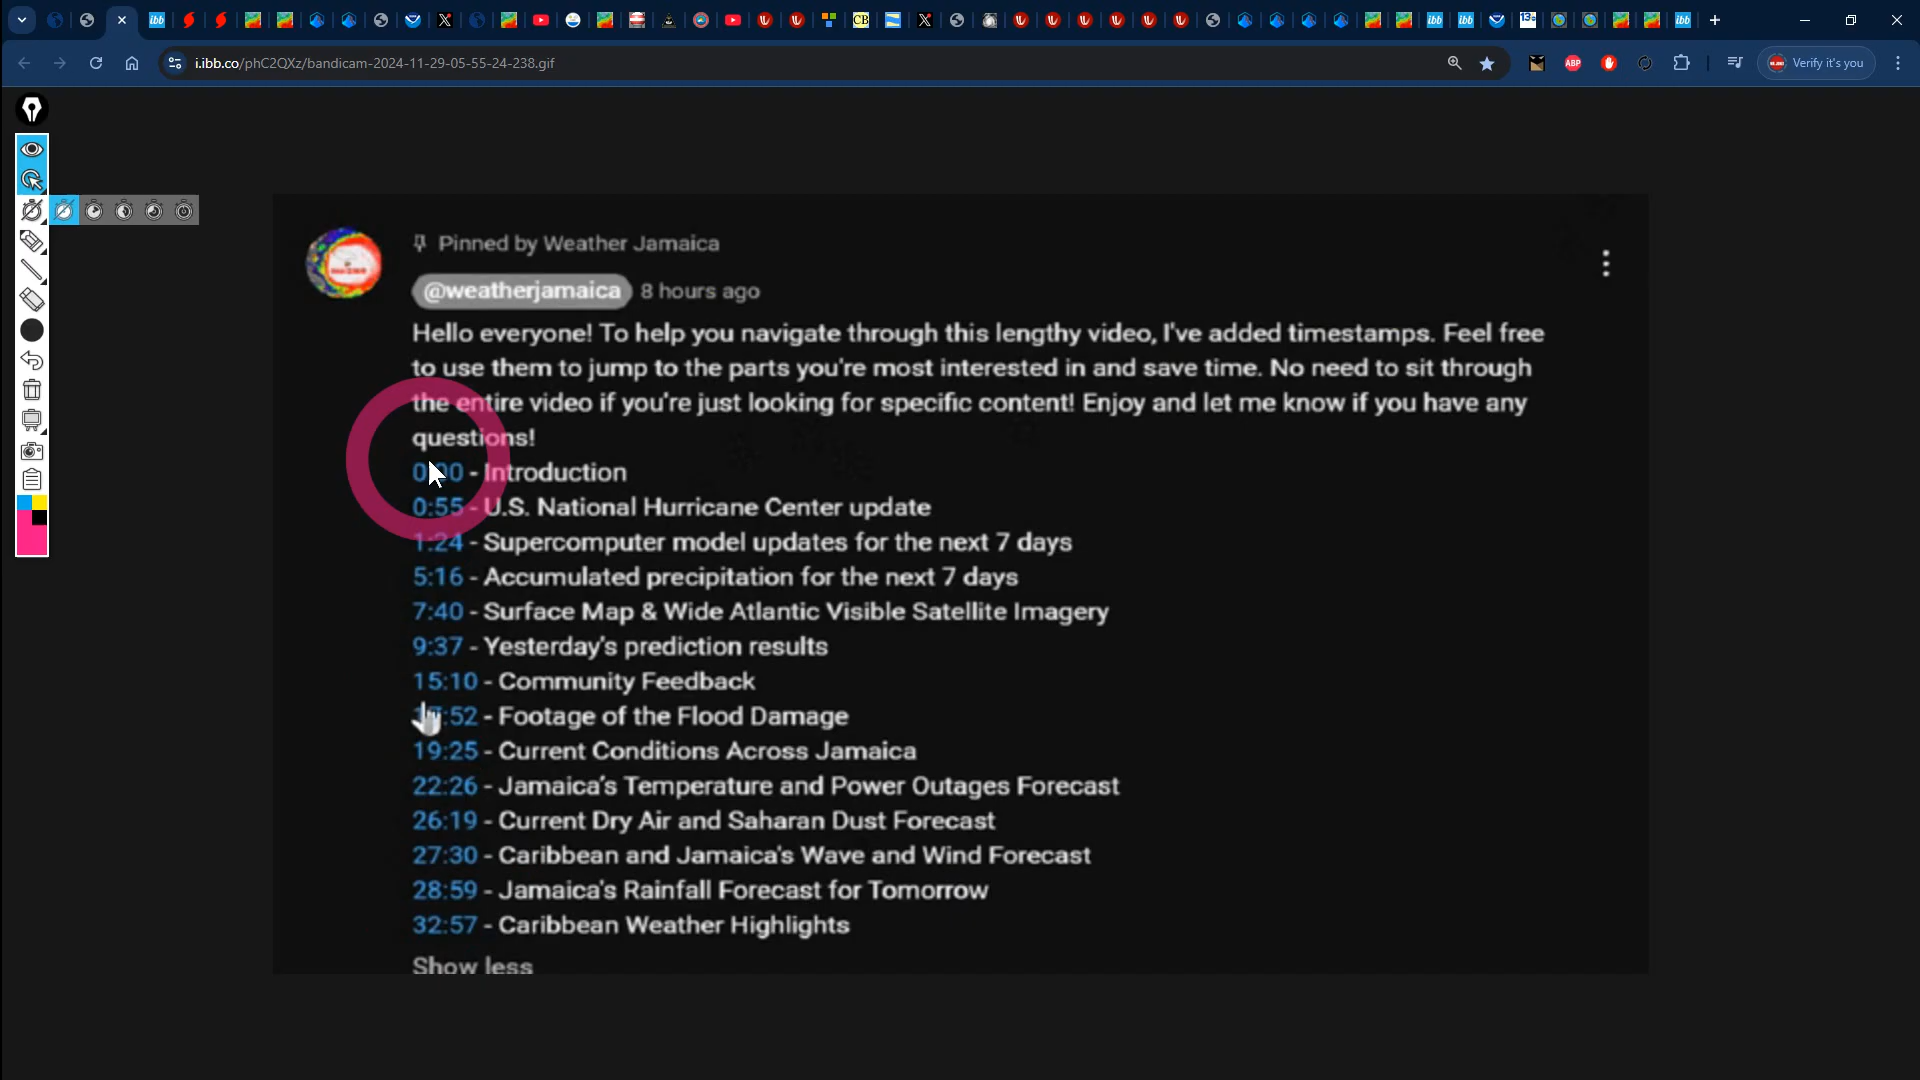 i.ibb.co/phC2QXz/bandicam-2024-11-29-05-55-24-238.gif
ABP
Verify it's you
Pinned by Weather Jamaica
@weatherjamaica 8 hours ago
Hello everyone! To help you navigate through this lengthy video, I've added timestamps. Feel free
to use them to jump to the parts you're most interested in and save time. No need to sit through
the entire video if you're just looking for specific content! Enjoy and let me know if you have any
questions!
0:00 - Introduction
0:55 - U.S. National Hurricane Center update
1:24 - Supercomputer model updates for the next 7 days
5:16 - Accumulated precipitation for the next 7 days
7:40 - Surface Map & Wide Atlantic Visible Satellite Imagery
9:37 - Yesterday's prediction results
15:10 - Community Feedback
:52 - Footage of the Flood Damage
19:25 - Current Conditions Across Jamaica
22:26 - Jamaica's Temperature and Power Outages Forecast
26:19 - Current Dry Air and Saharan Dust Forecast
27:30 - Caribbean and Jamaica's Wave and Wind Forecast
28:59 - Jamaica's Rainfall Forecast for Tomorrow
32:57 - Caribbean Weather Highlights
Show less